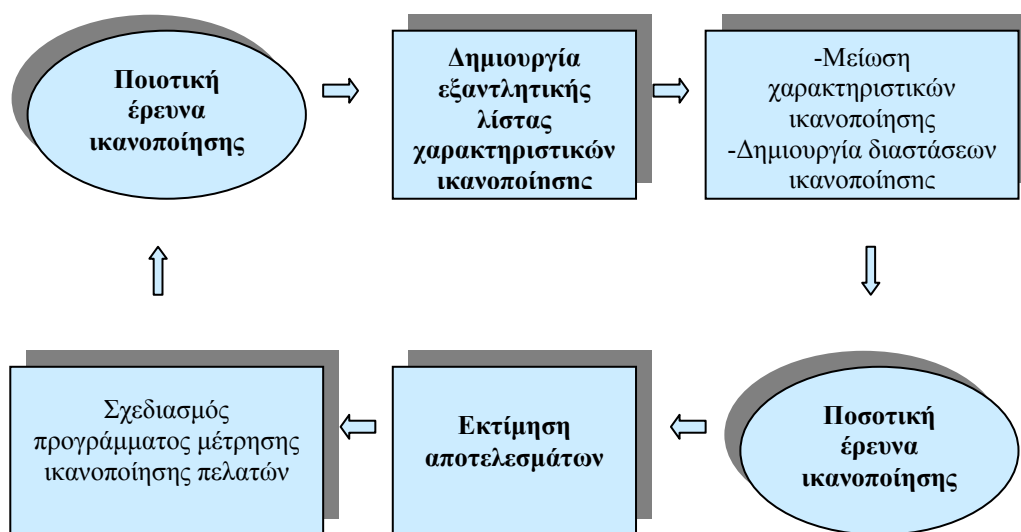 Ποιοτική
έρευνα
ικανοποίησης
Δημιουργία
εξαντλητικής
λίστας
χαρακτηριστικών
ικανοποίησης
-Μείωση
χαρακτηριστικών
ικανοποίησης
-Δημιουργία διαστάσεων
ικανοποίησης
Ποσοτική
έρευνα
ικανοποίησης
Εκτίμηση
αποτελεσμάτων
Σχεδιασμός
προγράμματος μέτρησης
ικανοποίησης πελατών